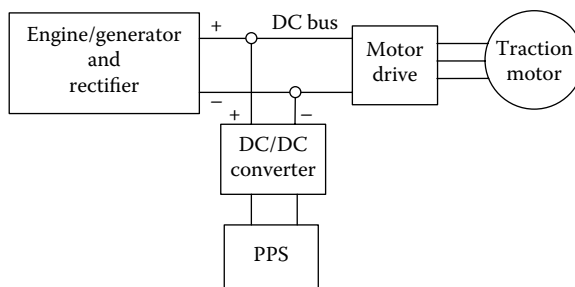 Engine/generator
and
rectifier
+
−
DC bus
Motor
drive
Traction
motor
+
−
DC/DC
converter
PPS